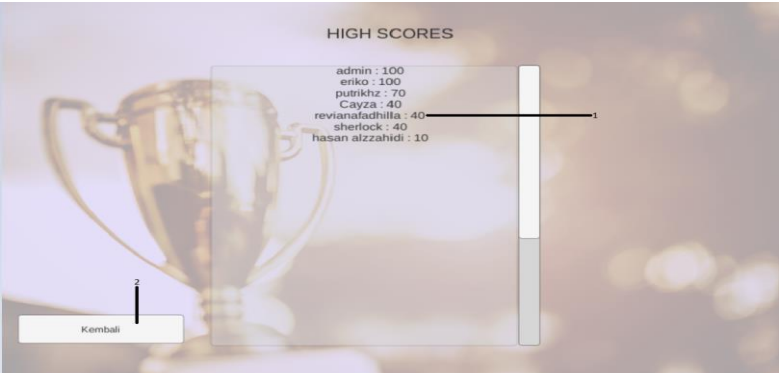 HIGH SCORES
admin : 100
eriko : 100
putrikhz : 70
Cayza : 40
revianafadhilla : 40
1
sherlock : 40
hasan alzzahidi : 10
2
Kembali